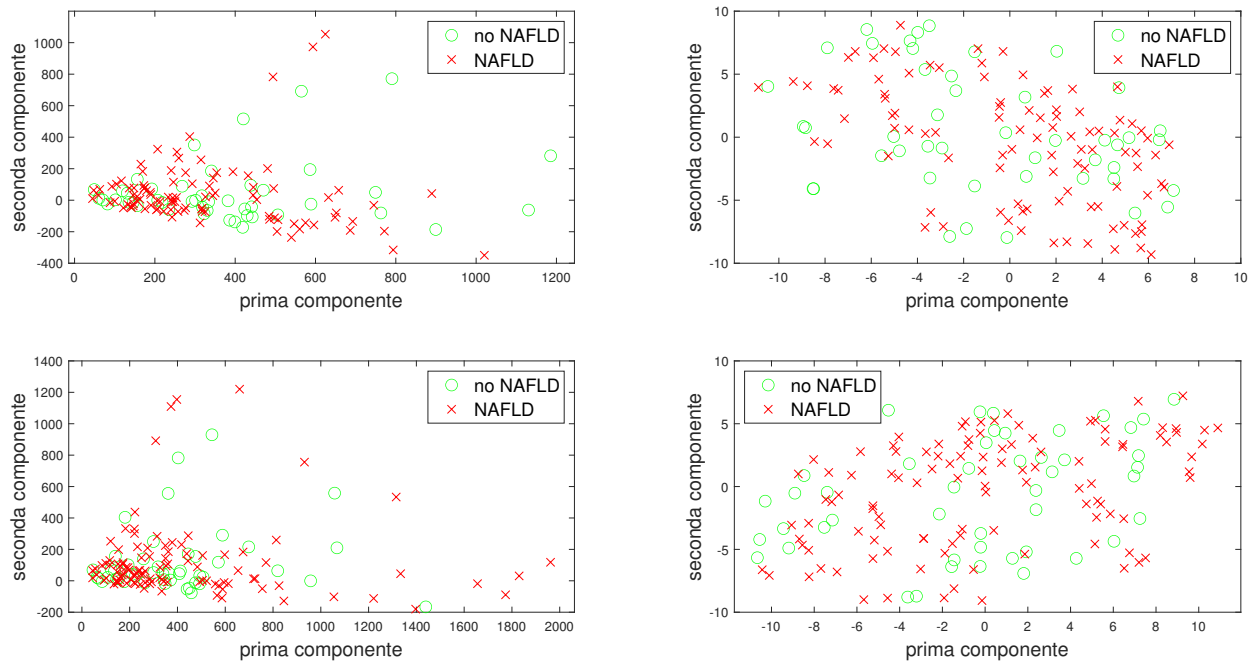 1000
800
600
400
200
0
-200
-400
0 200 400 600 800 1000 1200
seconda componente
prima componente
no NAFLD
NAFLD
10
5
0
-5
-10
-10 -8 -6 -4 -2 0 2 4 6 8 10
seconda componente
prima componente
no NAFLD
NAFLD
1400
1200
1000
800
600
400
200
0
-200
0 200 400 600 800 1000 1200 1400 1600 1800 2000
seconda componente
prima componente
no NAFLD
NAFLD
10
5
0
-5
-10
-10 -8 -6 -4 -2 0 2 4 6 8 10
seconda componente
prima componente
no NAFLD
NAFLD